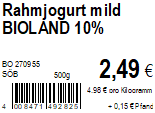 Rahmjogurt mild
BIOLAND 10%
BO 270955
SÖB 500g
2,49 €
4.98 € pro Kilogramm
4 008471 492825
+ 0,15 € Pfand